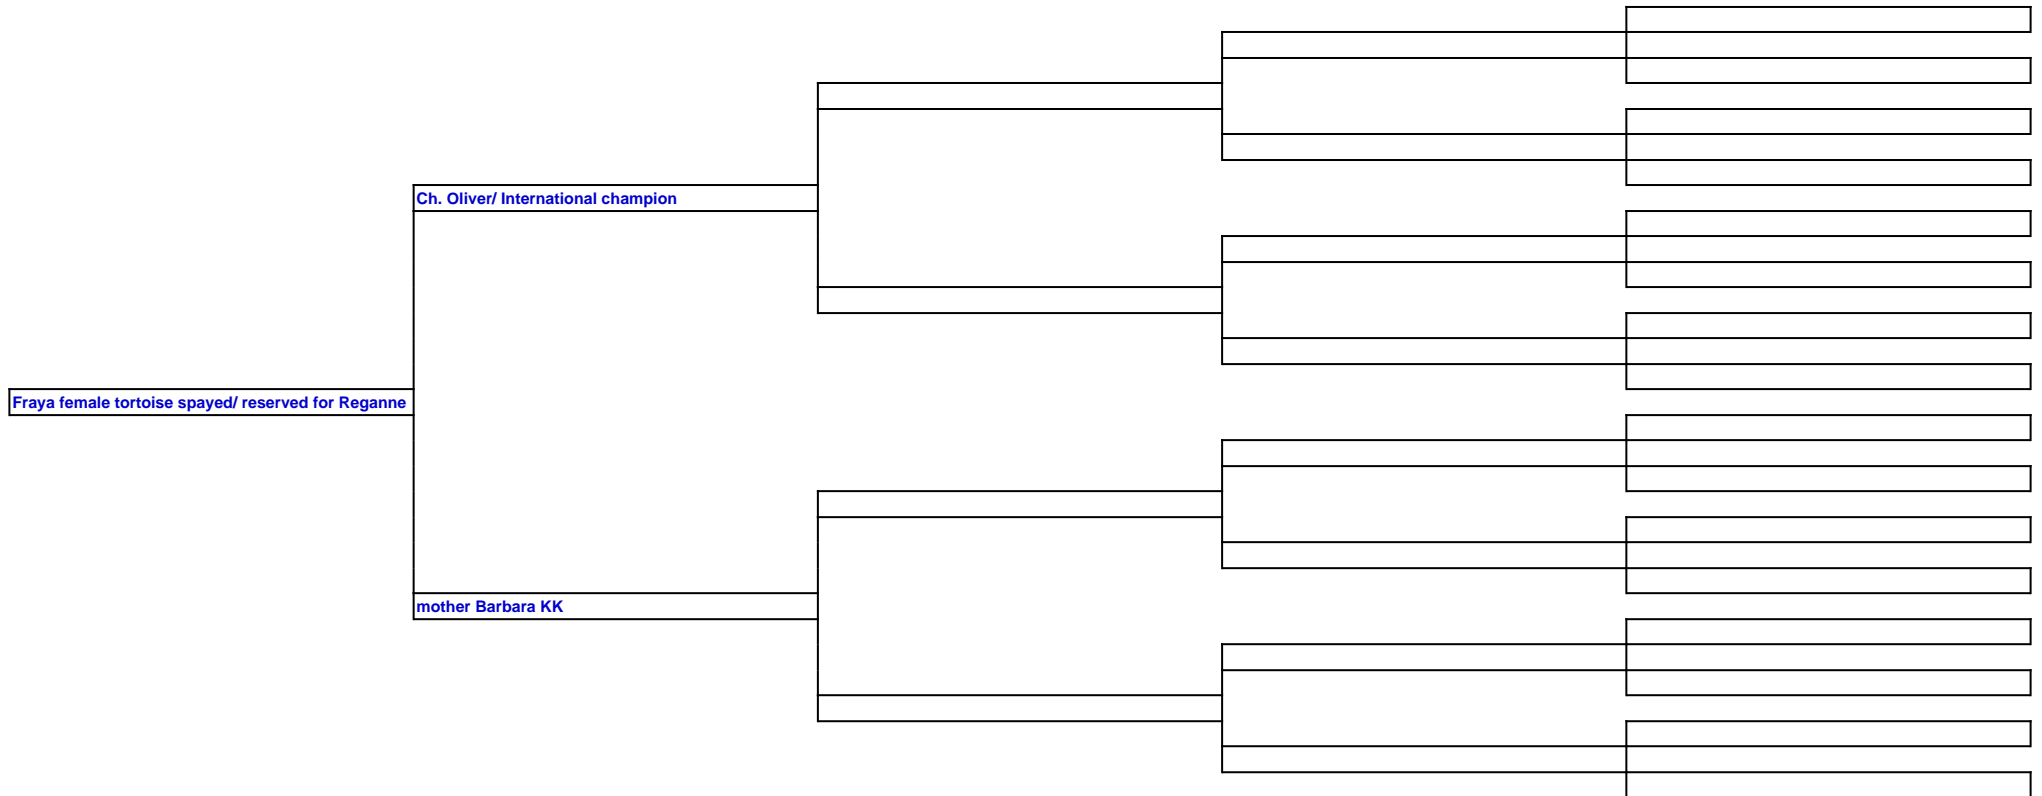 Ch. Oliver/ International champion
Fraya female tortoise spayed/ reserved for Reganne
mother Barbara KK